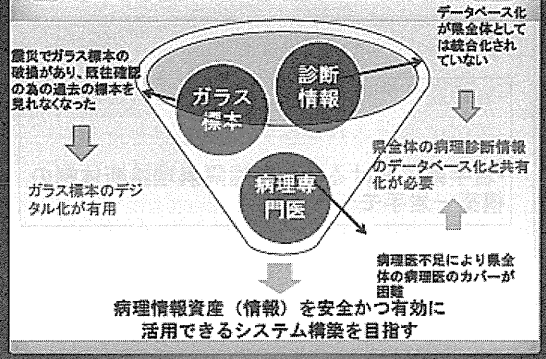 データベース化
が県全体として
は統合化され
ていない
震災でガラス標本の
破損があり、既往確認
の為の過去の標本を
見れなくなった
診断
情報
ガラス
標本
県全体の病理診断情報
のデータベース化と共有
化が必要
ガラス標本のデジ
タル化が有用
病理専
門医
病理医不足により県全
体の病理医のカバーが
困難
病理情報資産（情報）を安全かつ有効に
活用できるシステム構築を目指す